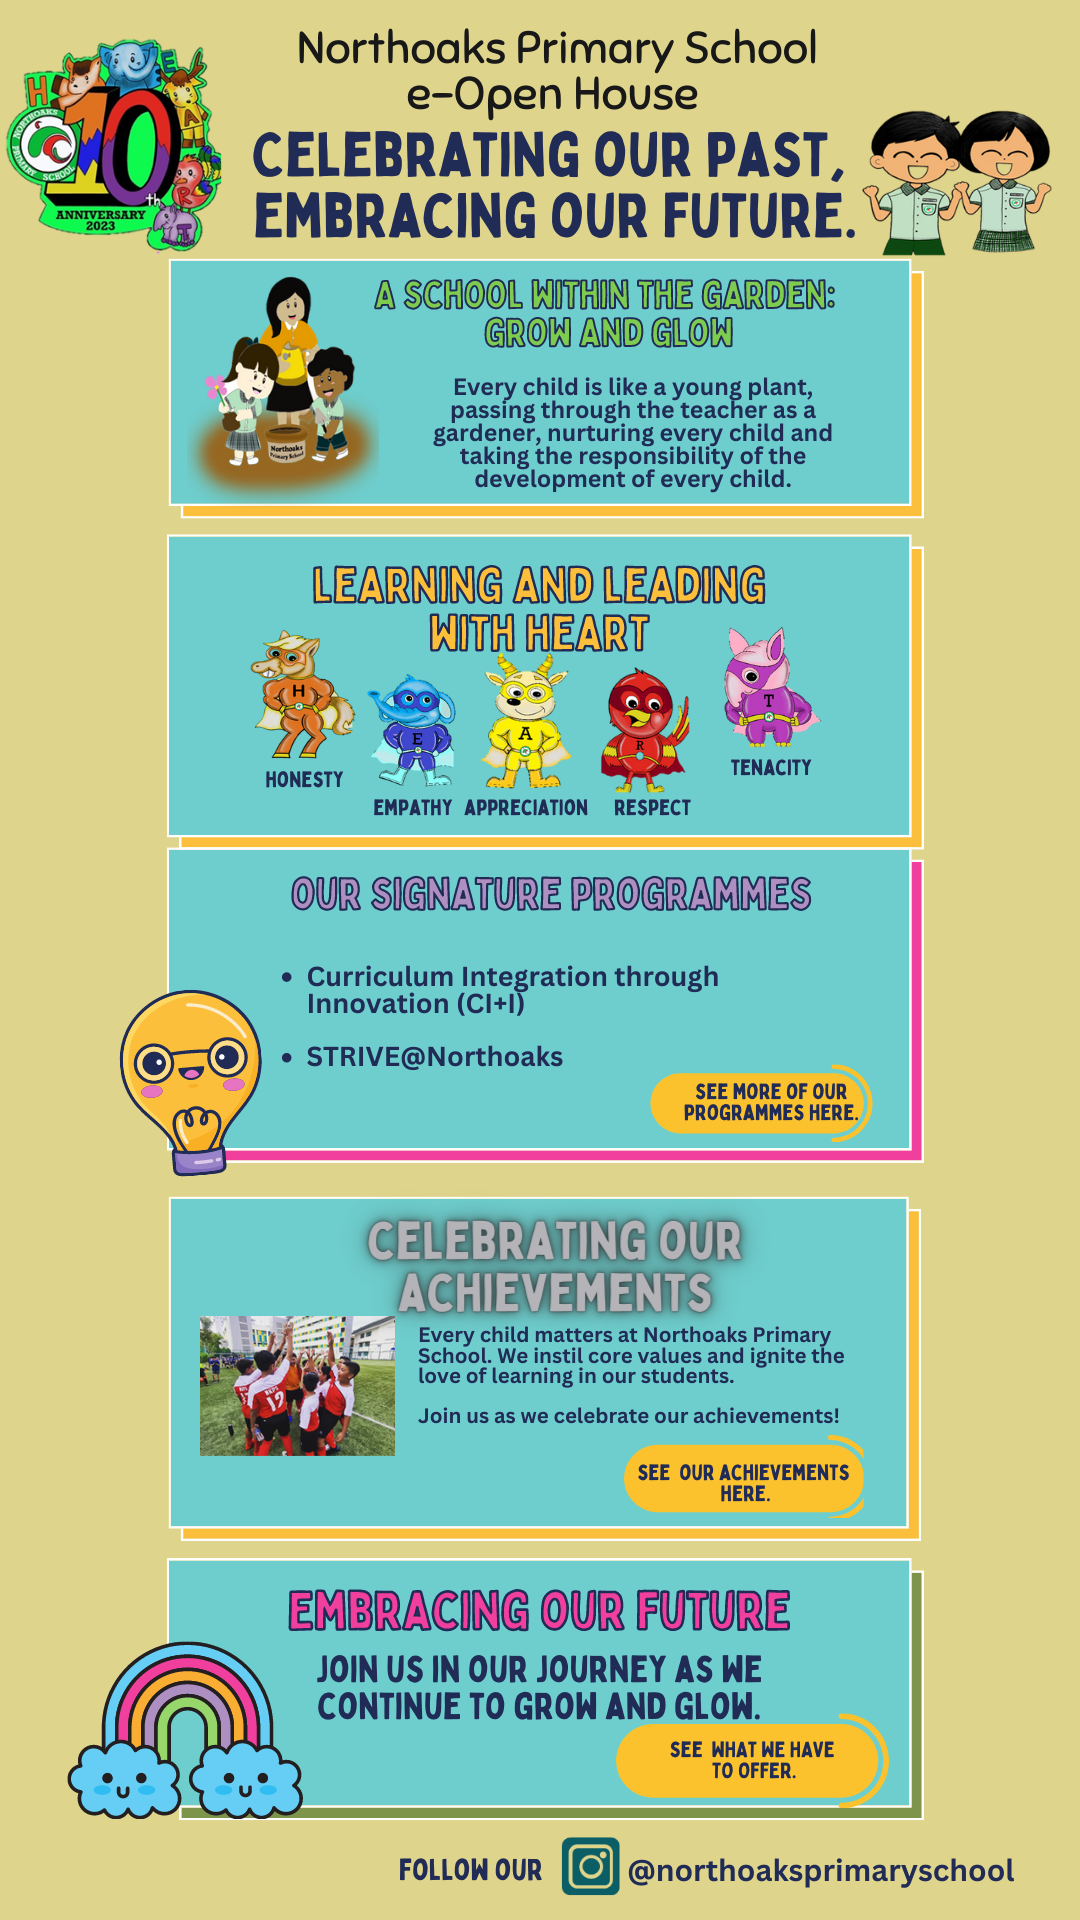 Northoaks Primary School
e-Open House
CELEBRATING OUR PAST,
EMBRACING OUR FUTURE.
H
E
A
R
T
NORTHOAKS PRIMARY SCHOOL
10th
ANNIVERSARY
2023
A SCHOOL WITHIN THE GARDEN:
GROW AND GLOW
Every child is like a young plant,
passing through the teacher as a
gardener, nurturing every child and
taking the responsibility of the
development of every child.
Northoaks
Primary School
LEARNING AND LEADING
WITH HEART
H
E
A
R
T
HONESTY
EMPATHY
APPRECIATION
RESPECT
TENACITY
OUR SIGNATURE PROGRAMMES
• Curriculum Integration through
Innovation (CI+I)
• STRIVE@Northoaks
SEE MORE OF OUR
PROGRAMMES HERE.
CELEBRATING OUR
ACHIEVEMENTS
Every child matters at Northoaks Primary
School. We instil core values and ignite the
love of learning in our students.
Join us as we celebrate our achievements!
NKPS
12
SEE OUR ACHIEVEMENTS
HERE.
EMBRACING OUR FUTURE
JOIN US IN OUR JOURNEY AS WE
CONTINUE TO GROW AND GLOW.
SEE WHAT WE HAVE
TO OFFER.
FOLLOW OUR
@northoaksprimaryschool